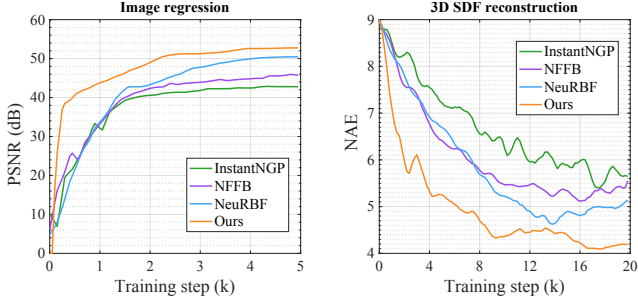 Image regression
PSNR (dB)
60
50
40
30
20
10
0
0 1 2 3 4 5
Training step (k)
InstantNGP
NFFB
NeuRBF
Ours
3D SDF reconstruction
NAE
9
8
7
6
5
4
0 4 8 12 16 20
Training step (k)
InstantNGP
NFFB
NeuRBF
Ours